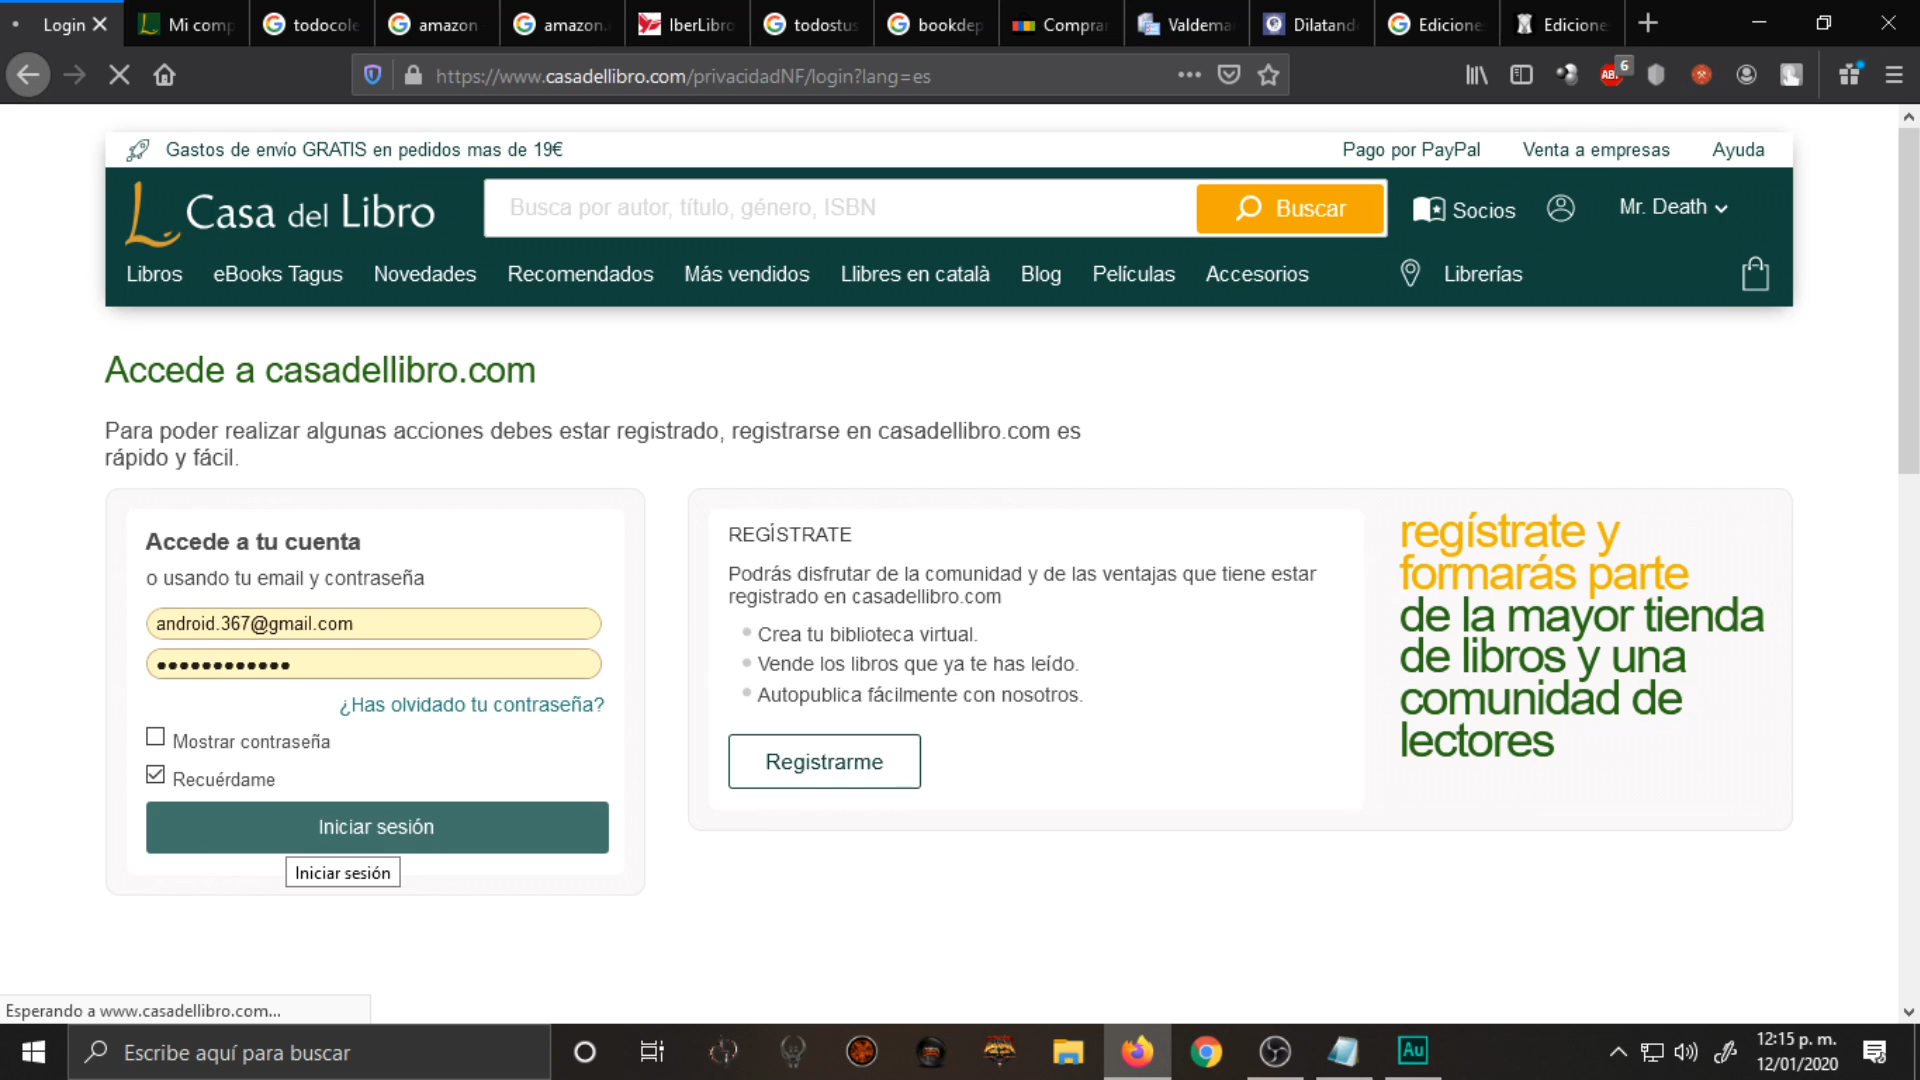 Login
Mi comp
todocole
amazon
amazon.
IberLibro
todostus
bookdep
Comprar
Valdema
Dilatand
Edicione
Edicione
https://www.casadellibro.com/privacidadNF/login?lang=es
ABP
6
Gastos de envío GRATIS en pedidos mas de 19€
Pago por PayPal
Venta a empresas
Ayuda
Casa del Libro
Busca por autor, título, género, ISBN
Buscar
Socios
Mr. Death
Libros
eBooks Tagus
Novedades
Recomendados
Más vendidos
Llibres en català
Blog
Películas
Accesorios
Librerías
Accede a casadellibro.com
Para poder realizar algunas acciones debes estar registrado, registrarse en casadellibro.com es
rápido y fácil.
Accede a tu cuenta
o usando tu email y contraseña
android.367@gmail.com
••••••••••••
¿Has olvidado tu contraseña?
Mostrar contraseña
Recuérdame
Iniciar sesión
Iniciar sesión
REGÍSTRATE
Podrás disfrutar de la comunidad y de las ventajas que tiene estar
registrado en casadellibro.com
Crea tu biblioteca virtual.
Vende los libros que ya te has leído.
Autopublica fácilmente con nosotros.
Registrarme
regístrate y
formarás parte
de la mayor tienda
de libros y una
comunidad de
lectores
Esperando a www.casadellibro.com...
Escribe aquí para buscar
Au
12:15 p. m.
12/01/2020